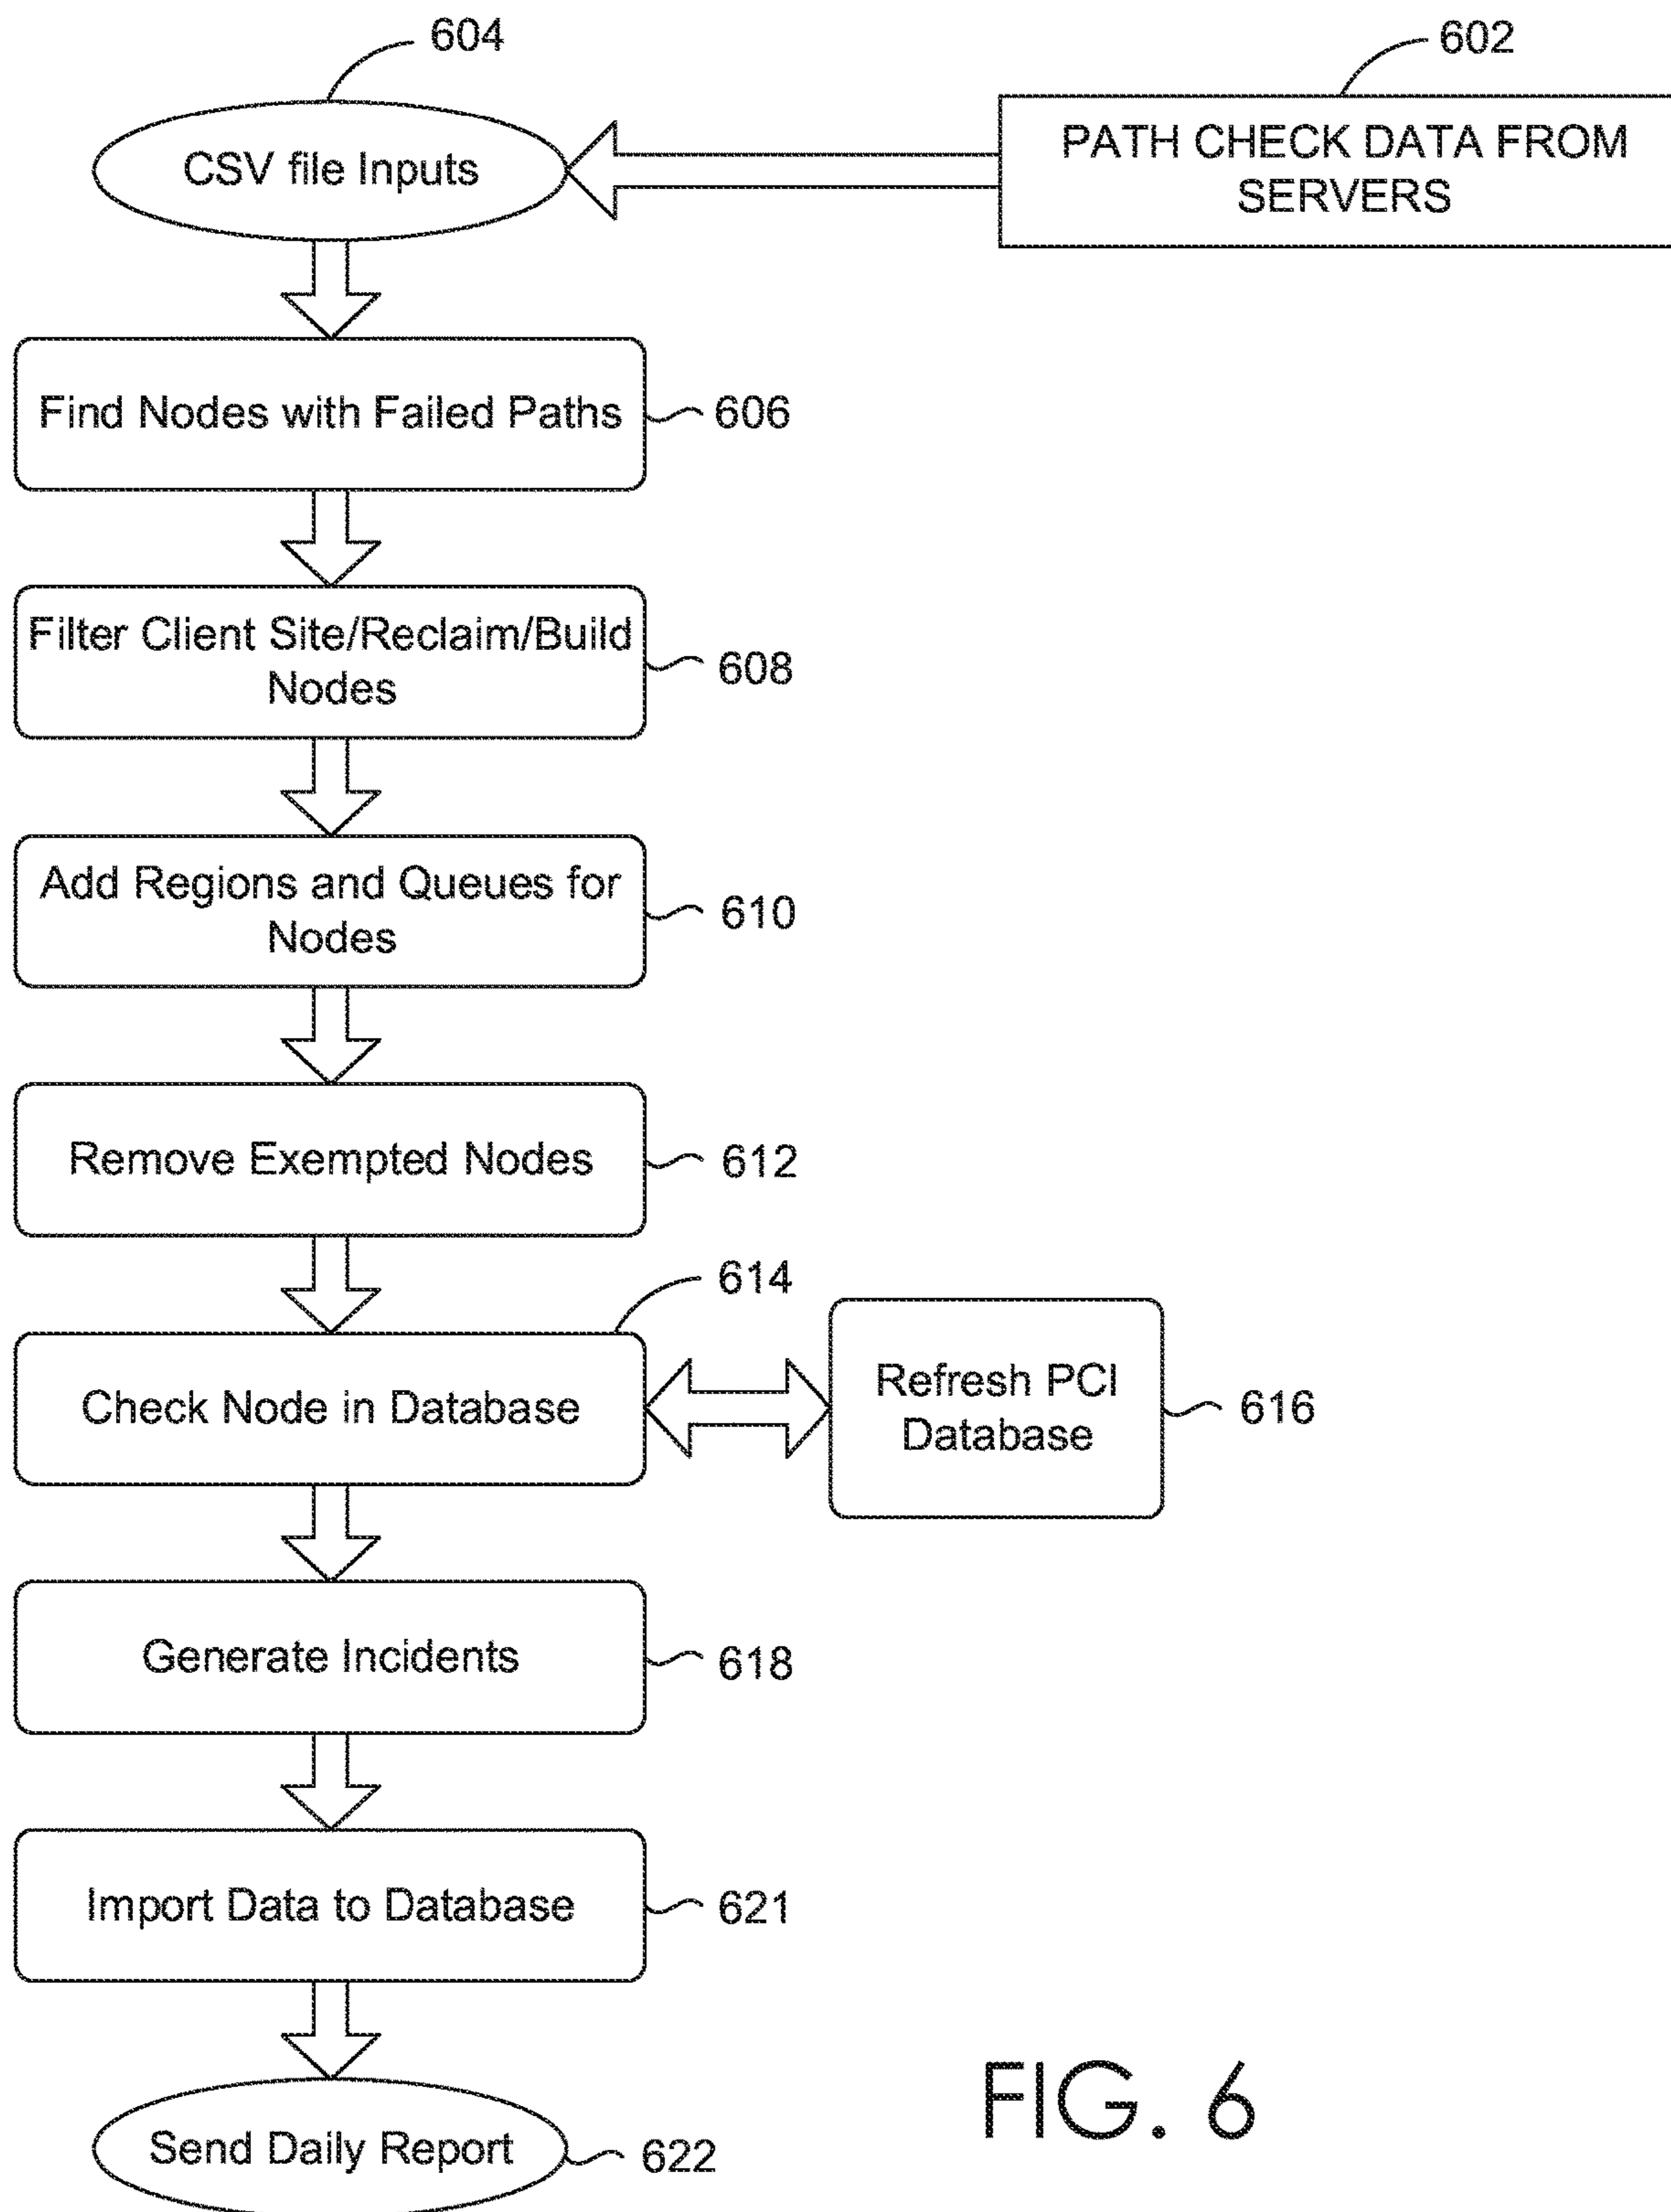 604
602
CSV file Inputs
PATH CHECK DATA FROM
SERVERS
Find Nodes with Failed Paths
606
Filter Client Site/Reclaim/Build
Nodes
608
Add Regions and Queues for
Nodes
610
Remove Exempted Nodes
612
614
Check Node in Database
Refresh PCI
Database
616
Generate Incidents
618
Import Data to Database
621
Send Daily Report
622
FIG. 6